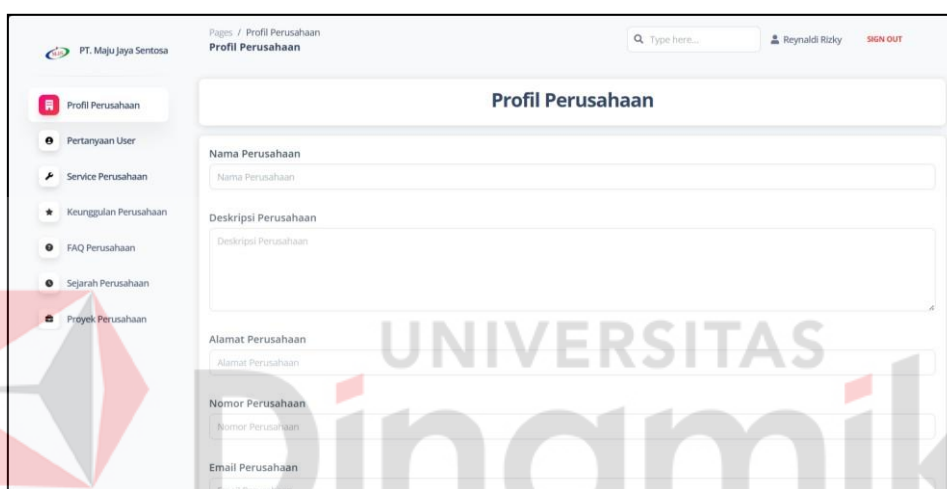 PT. Maju Jaya Sentosa
Profil Perusahaan
Pertanyaan User
Service Perusahaan
Keunggulan Perusahaan
FAQ Perusahaan
Sejarah Perusahaan
Proyek Perusahaan
Pages / Profil Perusahaan
Profil Perusahaan
Type here...
Reynaldi Rizky
SIGN OUT
Profil Perusahaan
Nama Perusahaan
Nama Perusahaan
Deskripsi Perusahaan
Deskripsi Perusahaan
Alamat Perusahaan
Alamat Perusahaan
Nomor Perusahaan
Nomor Perusahaan
Email Perusahaan
UNIVERSITAS
Dinamik